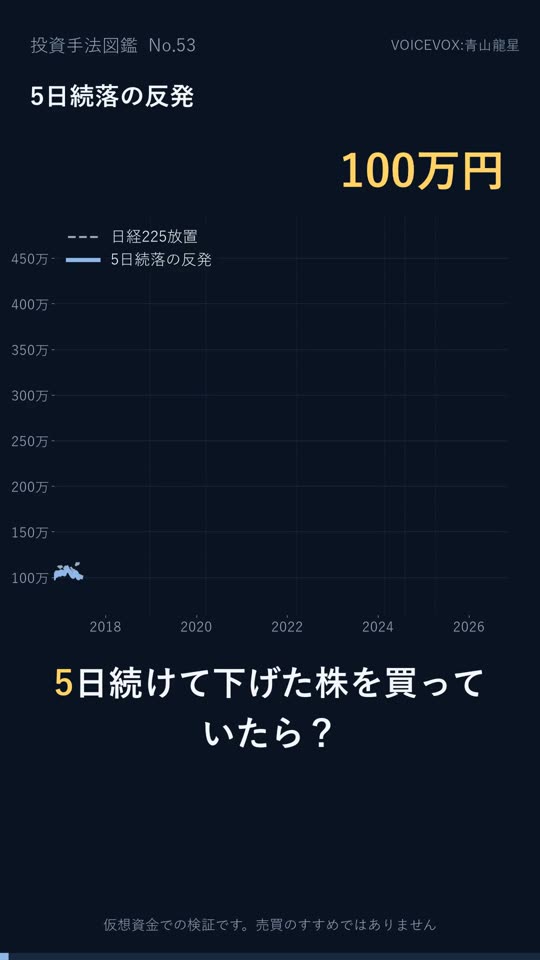 投資手法図鑑 No.53
VOICEVOX:青山龍星
5日続落の反発
100万円
日経225放置
5日続落の反発
450万
400万
350万
300万
250万
200万
150万
100万
2018 2020 2022 2024 2026
5日続けて下げた株を買って
いたら？
仮想資金での検証です。売買のすすめではありません